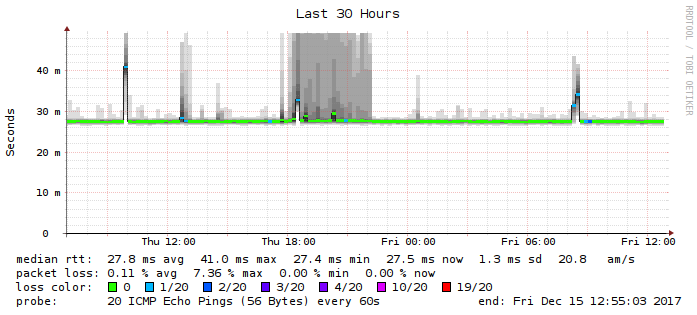 Last 30 Hours
RRDTOOL / TOBI OETIKER
Seconds
40 m
30 m
20 m
10 m
0
Thu 12:00 Thu 18:00 Fri 00:00 Fri 06:00 Fri 12:00
median rtt: 27.8 ms avg 41.0 ms max 27.4 ms min 27.5 ms now 1.3 ms sd 20.8 am/s
packet loss: 0.11 % avg 7.36 % max 0.00 % min 0.00 % now
loss color: 0 1/20 2/20 3/20 4/20 10/20 19/20
probe: 20 ICMP Echo Pings (56 Bytes) every 60s end: Fri Dec 15 12:55:03 2017